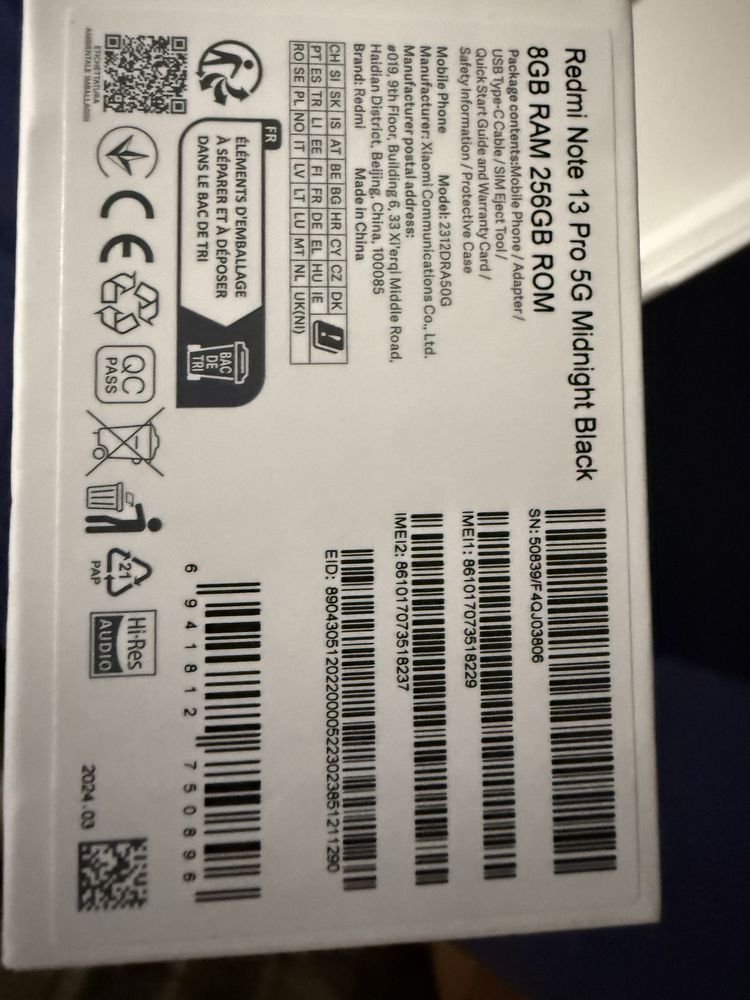 Redmi Note 13 Pro 5G Midnight Black
8GB RAM 256GB ROM
Package contents:Mobile Phone / Adapter /
USB Type-C Cable / SIM Eject Tool /
Quick Start Guide and Warranty Card /
Safety Information / Protective Case
Mobile Phone Model: 2312DRA50G
Manufacturer: Xiaomi Communications Co., Ltd.
Manufacturer postal address:
#019, 9th Floor, Building 6, 33 Xi'erqi Middle Road,
Haidian District, Beijing, China, 100085
Brand: Redmi Made in China
CH SI SK IS AT BE BG HR CY CZ DK
PT ES TR LI EE FI FR DE EL HU IE
RO SE PL NO IT LV LT LU MT NL UK(NI)
FR
ÉLÉMENTS D'EMBALLAGE
À SÉPARER ET À DÉPOSER
DANS LE BAC DE TRI
BAC
DE
TRI
ETICHETTATURA
AMBIENTALE IMBALLAGGI
CE
QC
PASS
21
PAP
Hi-Res
AUDIO
SN: 50839/F4QJ03806
IMEI1: 861017073518229
IMEI2: 861017073518237
EID: 89043051202200005223023851211290
6 941812 750896
2024.03